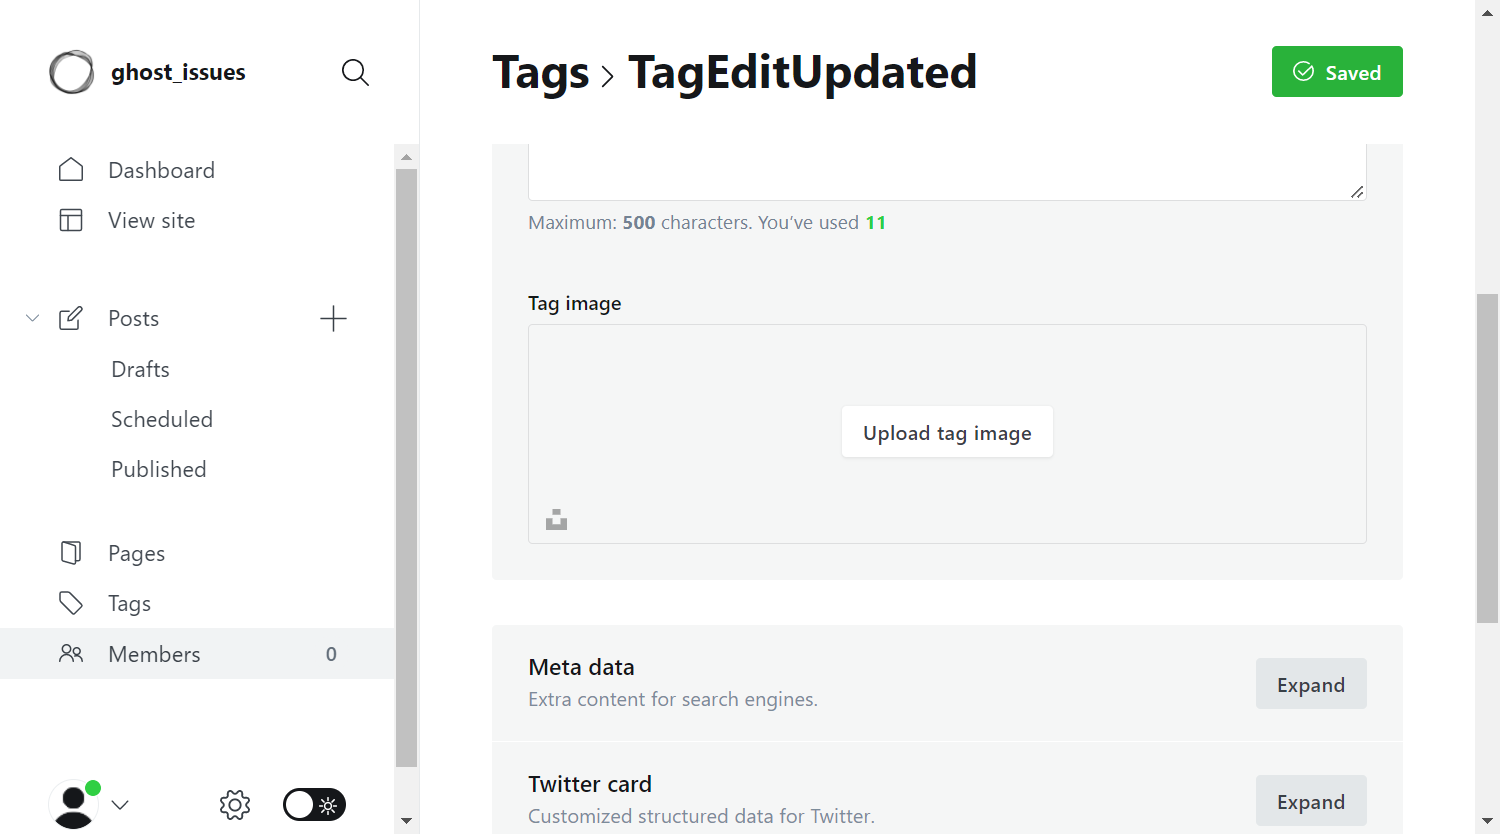 ghost_issues
Dashboard
View site
Posts
Drafts
Scheduled
Published
Pages
Tags
Members 0
Tags > TagEditUpdated
Saved
Maximum: 500 characters. You’ve used 11
Tag image
Upload tag image
Meta data
Extra content for search engines.
Expand
Twitter card
Customized structured data for Twitter.
Expand